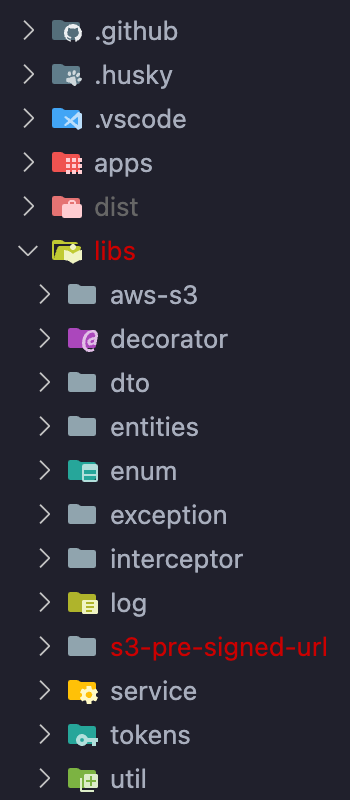 .github
.husky
.vscode
apps
dist
libs
aws-s3
decorator
dto
entities
enum
exception
interceptor
log
s3-pre-signed-url
service
tokens
util